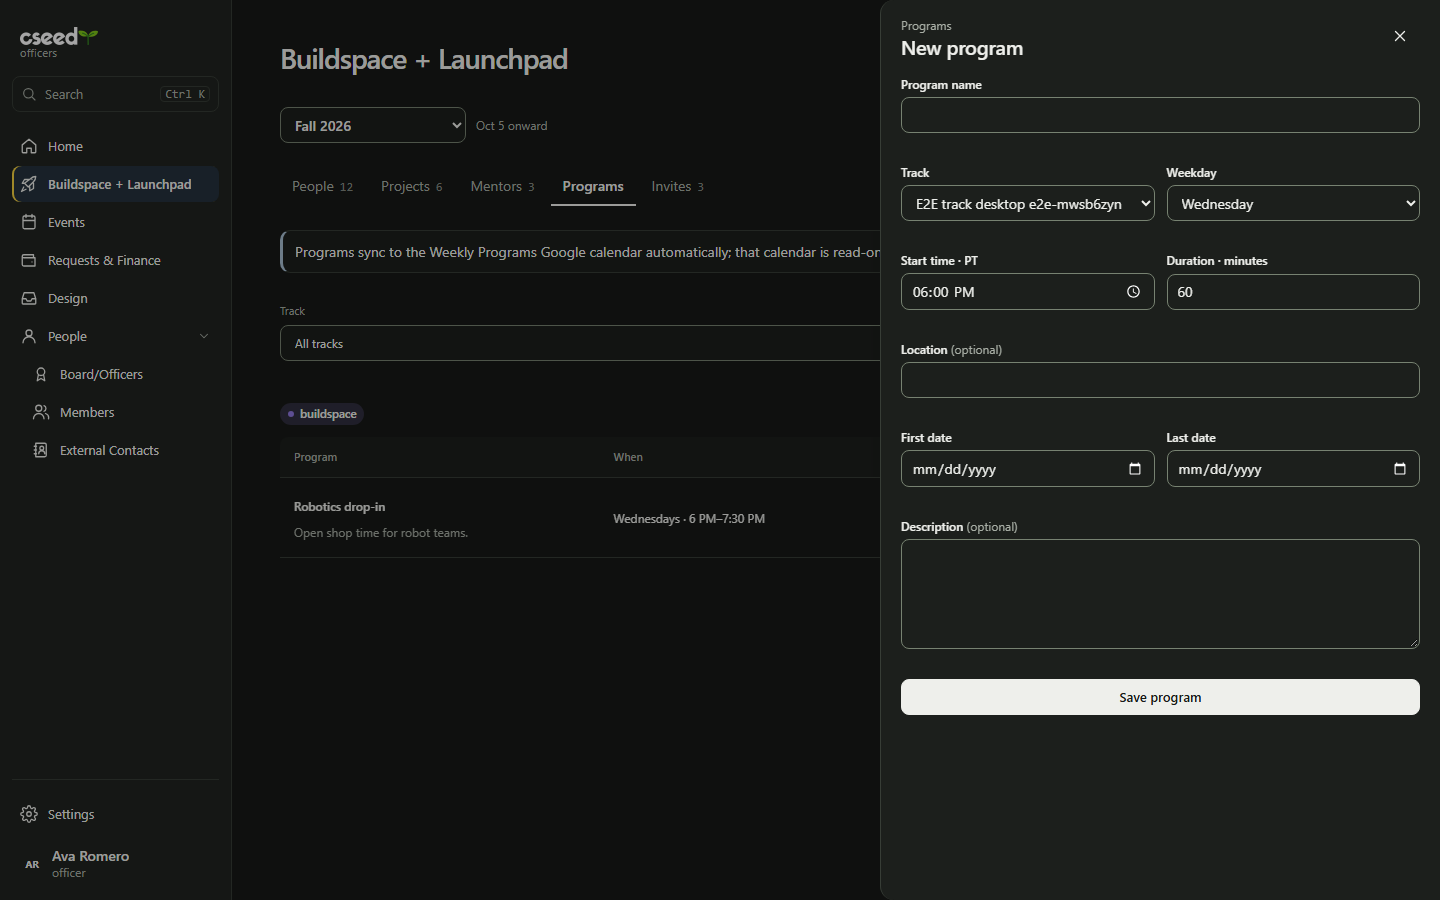 cseed
officers
Search
Ctrl K
Home
Buildspace + Launchpad
Events
Requests & Finance
Design
People
Board/Officers
Members
External Contacts
Settings
AR
Ava Romero
officer
Buildspace + Launchpad
Fall 2026
Oct 5 onward
People 12
Projects 6
Mentors 3
Programs
Invites 3
Programs sync to the Weekly Programs Google calendar automatically; that calendar is read-on
Track
All tracks
buildspace
Program
When
Robotics drop-in
Open shop time for robot teams.
Wednesdays · 6 PM–7:30 PM
Programs
New program
Program name
Track
Weekday
E2E track desktop e2e-mwsb6zyn
Wednesday
Start time · PT
Duration · minutes
06:00 PM
60
Location (optional)
First date
Last date
mm/dd/yyyy
mm/dd/yyyy
Description (optional)
Save program